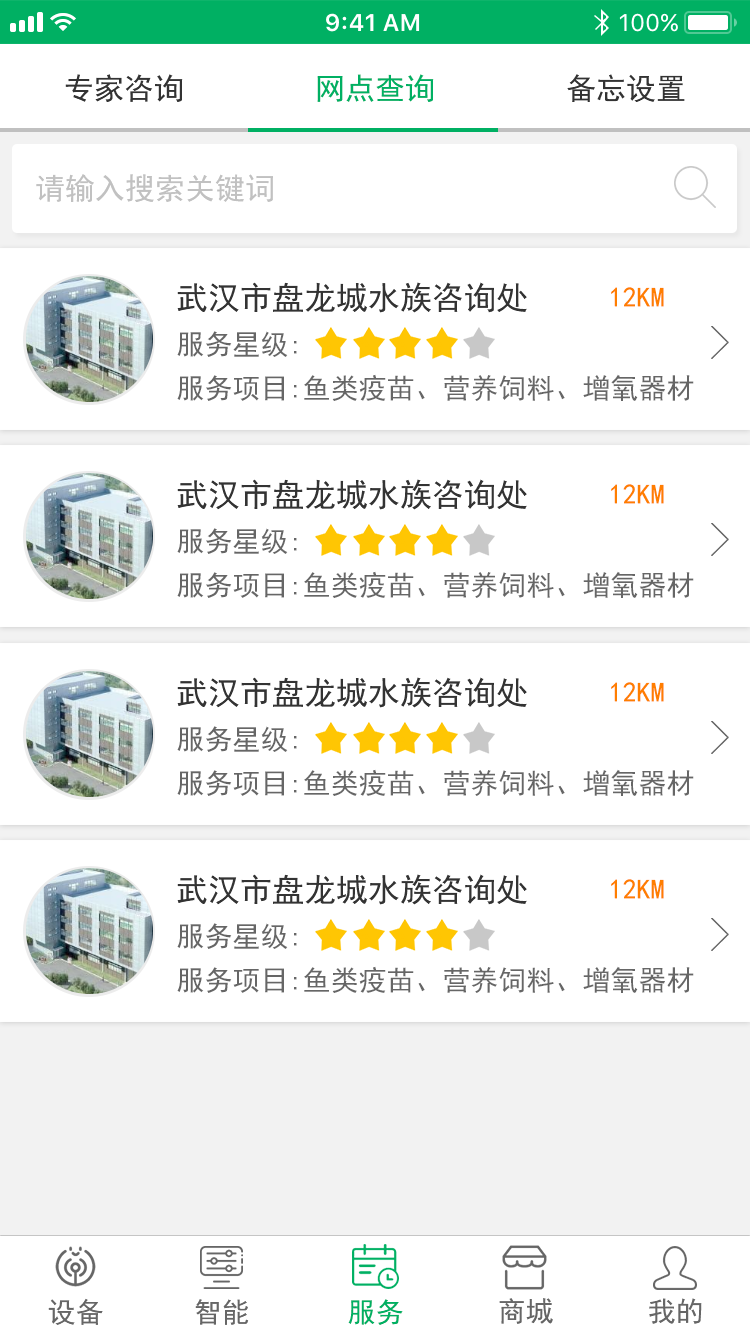 9:41 AM 100%
专家咨询 网点查询 备忘设置
请输入搜索关键词
武汉市盘龙城水族咨询处 12KM
服务星级:
服务项目:鱼类疫苗、营养饲料、增氧器材
武汉市盘龙城水族咨询处 12KM
服务星级:
服务项目:鱼类疫苗、营养饲料、增氧器材
武汉市盘龙城水族咨询处 12KM
服务星级:
服务项目:鱼类疫苗、营养饲料、增氧器材
武汉市盘龙城水族咨询处 12KM
服务星级:
服务项目:鱼类疫苗、营养饲料、增氧器材
设备 智能 服务 商城 我的